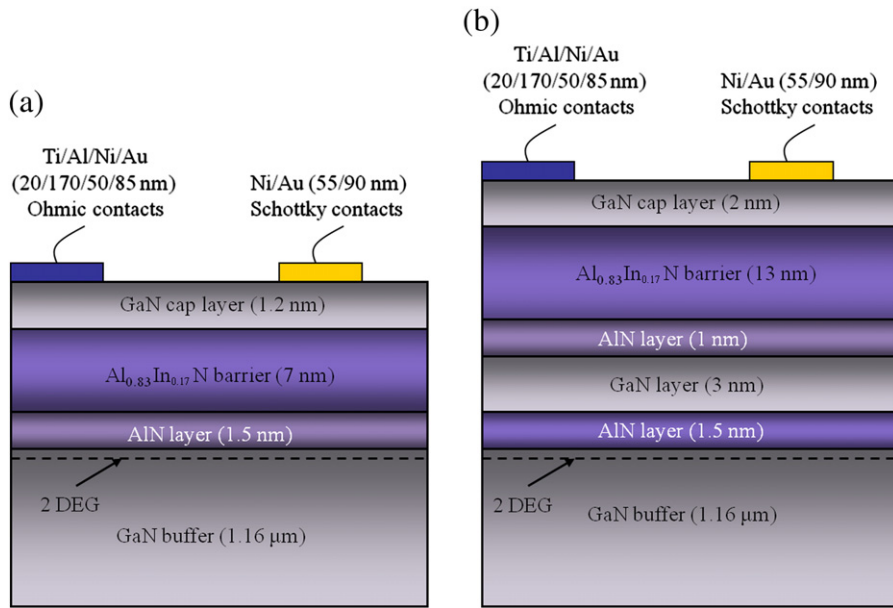 (a)
Ti/Al/Ni/Au
(20/170/50/85 nm)
Ohmic contacts
Ni/Au (55/90 nm)
Schottky contacts
GaN cap layer (1.2 nm)
Al₀.₈₃In₀.₁₇N barrier (7 nm)
AlN layer (1.5 nm)
2 DEG
GaN buffer (1.16 μm)
(b)
Ti/Al/Ni/Au
(20/170/50/85 nm)
Ohmic contacts
Ni/Au (55/90 nm)
Schottky contacts
GaN cap layer (2 nm)
Al₀.₈₃In₀.₁₇N barrier (13 nm)
AlN layer (1 nm)
GaN layer (3 nm)
AlN layer (1.5 nm)
2 DEG
GaN buffer (1.16 μm)